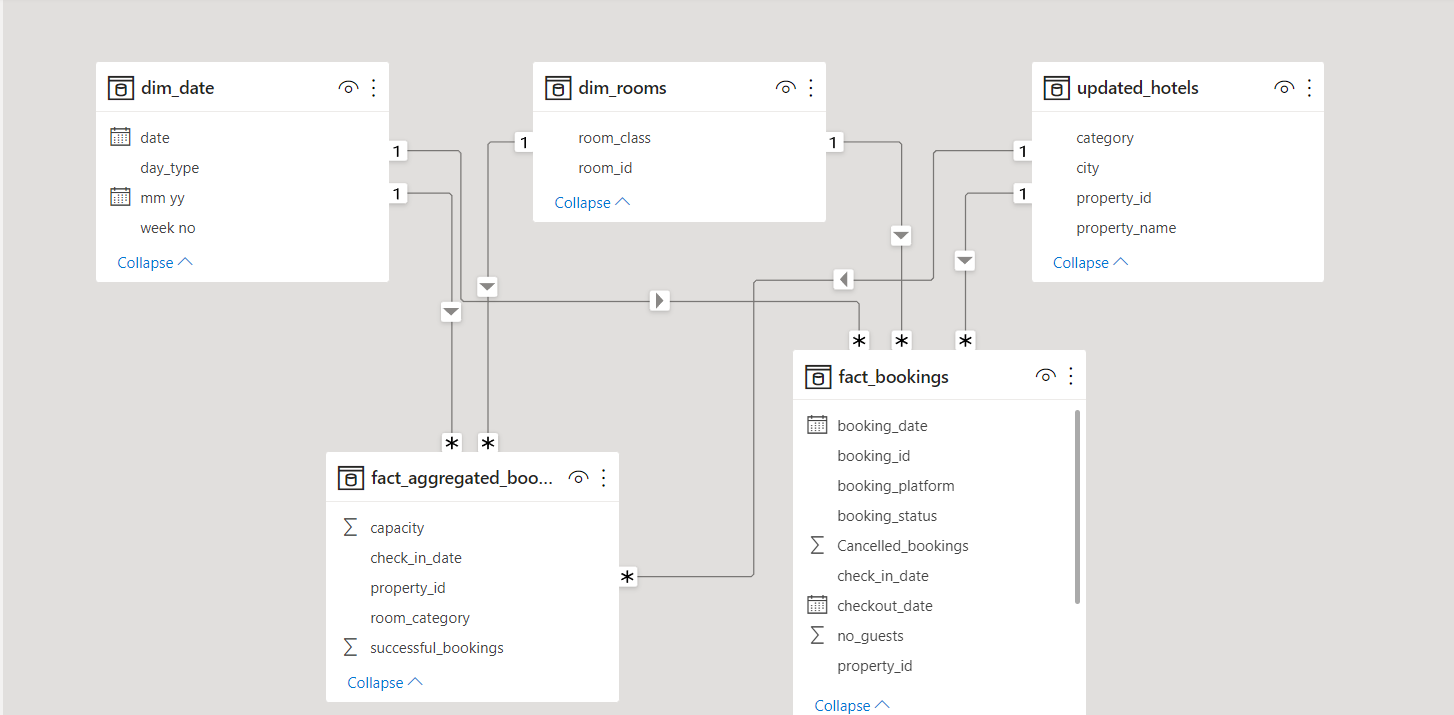 dim_date
date
day_type
mm yy
week no
Collapse
1
1
dim_rooms
room_class
room_id
Collapse
1
1
updated_hotels
category
city
property_id
property_name
Collapse
1
1
*
*
*
*
*
*
fact_aggregated_boo...
capacity
check_in_date
property_id
room_category
successful_bookings
Collapse
fact_bookings
booking_date
booking_id
booking_platform
booking_status
Cancelled_bookings
check_in_date
checkout_date
no_guests
property_id
Collapse